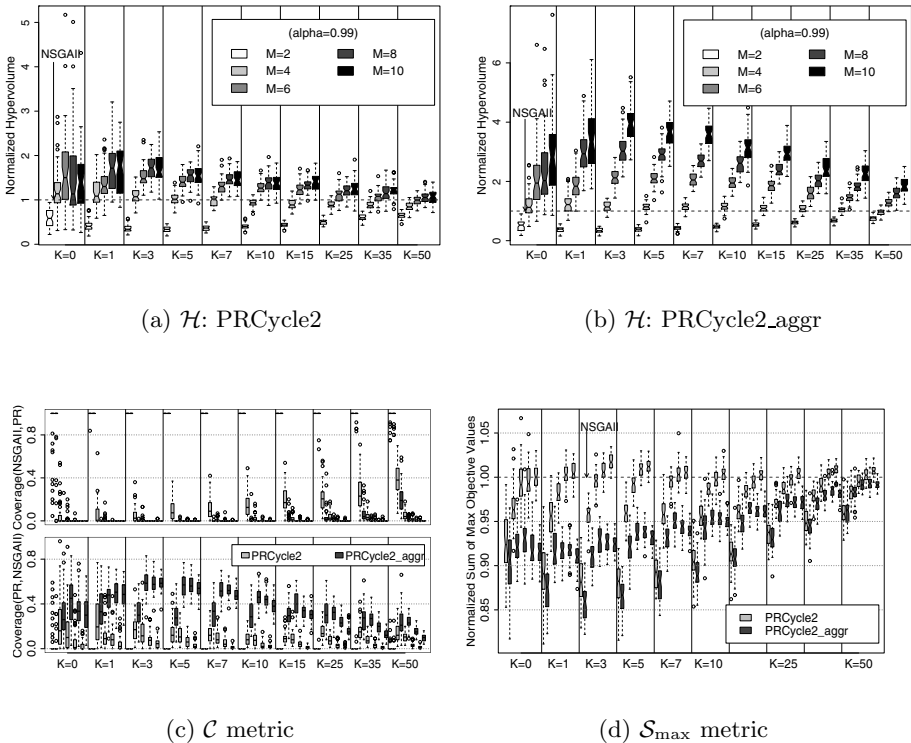 Normalized Hypervolume
0 1 2 3 4 5
NSGAII
(alpha=0.99)
M=2 M=8
M=4 M=10
M=6
K=0 K=1 K=3 K=5 K=7 K=10 K=15 K=25 K=35 K=50
(a) H: PRCycle2
Normalized Hypervolume
0 2 4 6
NSGAII
(alpha=0.99)
M=2 M=8
M=4 M=10
M=6
K=0 K=1 K=3 K=5 K=7 K=10 K=15 K=25 K=35 K=50
(b) H: PRCycle2_aggr
Coverage(NSGAII,PR)
0.0 0.4 0.8
Coverage(PR,NSGAII)
0.0 0.4 0.8
PRCycle2 PRCycle2_aggr
K=0 K=1 K=3 K=5 K=7 K=10 K=15 K=25 K=35 K=50
(c) C metric
Normalized Sum of Max Objective Values
0.85 0.90 0.95 1.00 1.05
NSGAII
PRCycle2
PRCycle2_aggr
K=0 K=1 K=3 K=5 K=7 K=10 K=25 K=50
(d) Smax metric